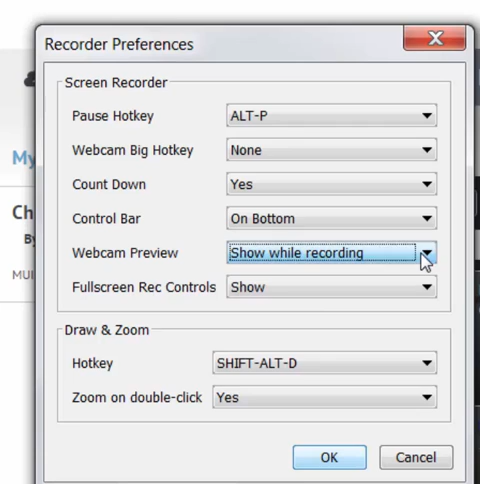 Recorder Preferences
X
Screen Recorder
Pause Hotkey ALT-P
Webcam Big Hotkey None
Count Down Yes
Control Bar On Bottom
Webcam Preview Show while recording
Fullscreen Rec Controls Show
Draw & Zoom
Hotkey SHIFT-ALT-D
Zoom on double-click Yes
OK Cancel
My
Ch
By
MUI